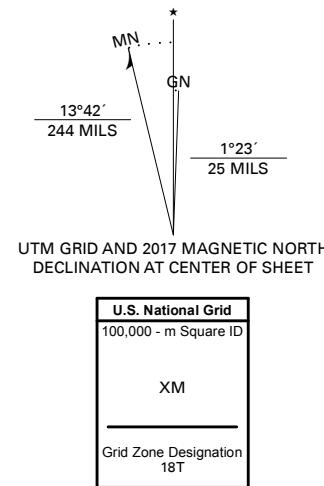 ★
MN
GN
13°42´
244 MILS
1°23´
25 MILS
UTM GRID AND 2017 MAGNETIC NORTH
DECLINATION AT CENTER OF SHEET
U.S. National Grid
100,000 - m Square ID
XM
Grid Zone Designation
18T